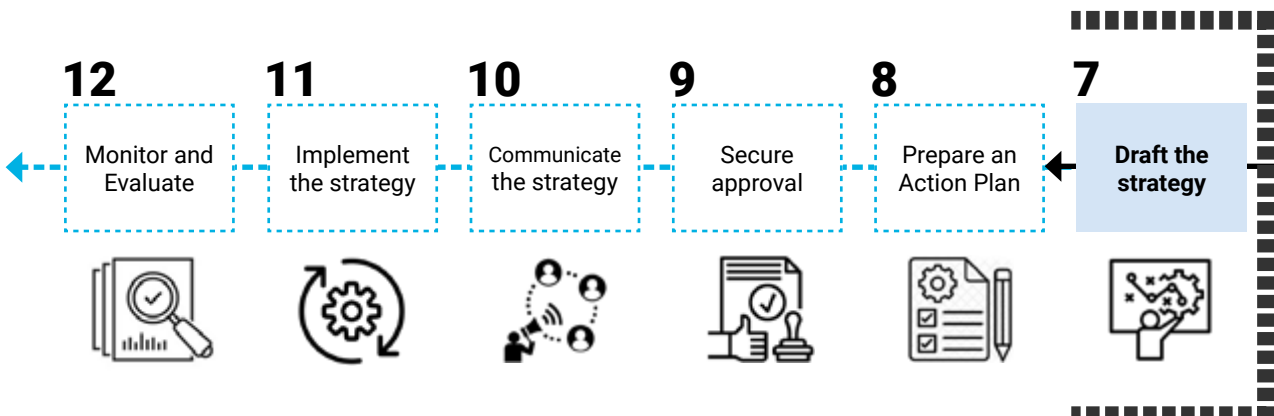 12
Monitor and
Evaluate
11
Implement
the strategy
10
Communicate
the strategy
9
Secure
approval
8
Prepare an
Action Plan
7
Draft the
strategy